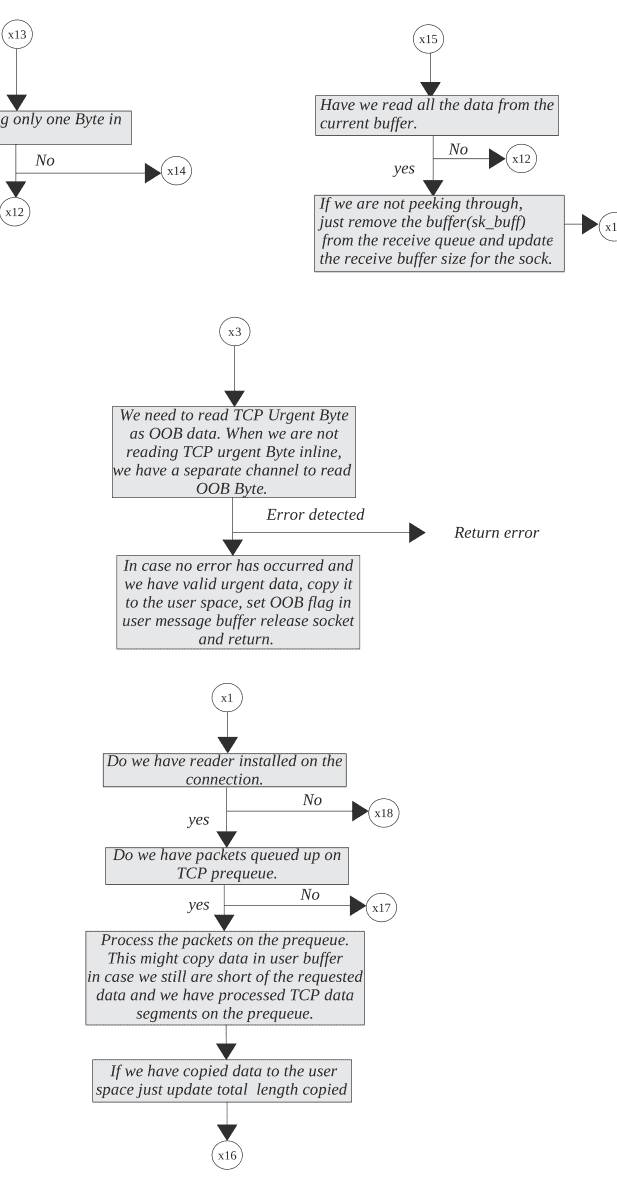 x13
g only one Byte in
No
x14
x12
x15
Have we read all the data from the
current buffer.
No
x12
yes
If we are not peeking through,
just remove the buffer(sk_buff)
from the receive queue and update
the receive buffer size for the sock.
x3
We need to read TCP Urgent Byte
as OOB data. When we are not
reading TCP urgent Byte inline,
we have a separate channel to read
OOB Byte.
Error detected
Return error
In case no error has occurred and
we have valid urgent data, copy it
to the user space, set OOB flag in
user message buffer release socket
and return.
x1
Do we have reader installed on the
connection.
No
x18
yes
Do we have packets queued up on
TCP prequeue.
No
x17
yes
Process the packets on the prequeue.
This might copy data in user buffer
in case we still are short of the requested
data and we have processed TCP data
segments on the prequeue.
If we have copied data to the user
space just update total length copied
x16